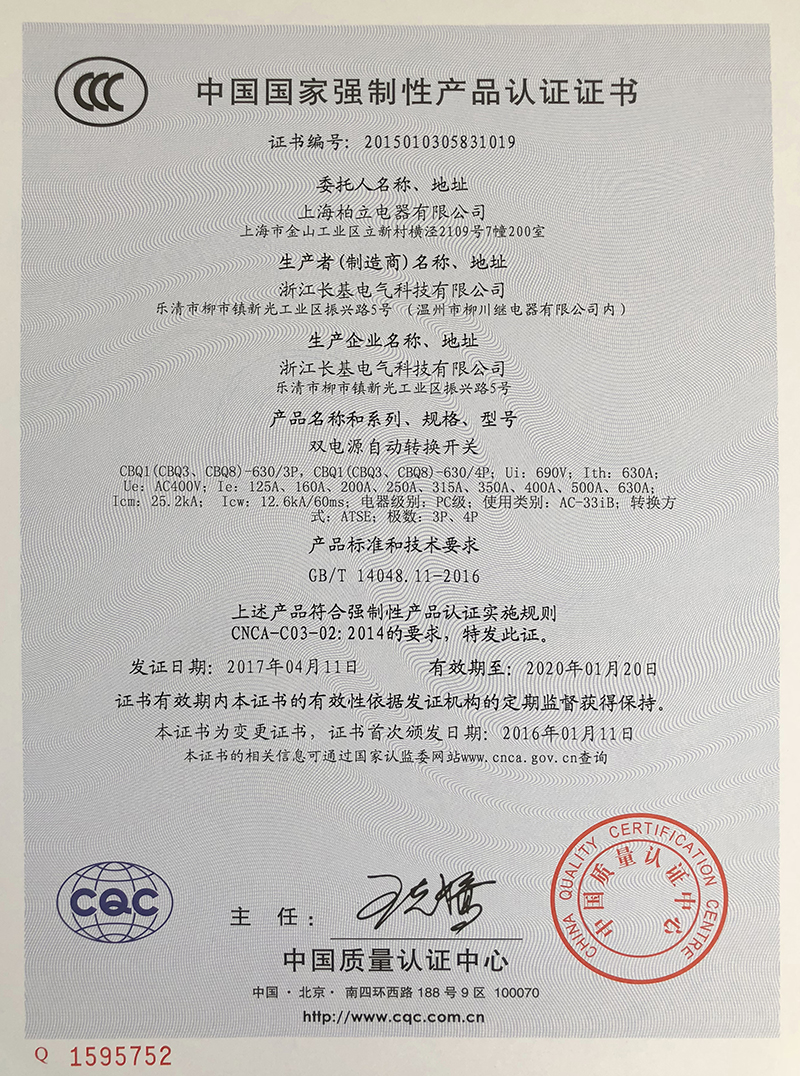 CCC
中国国家强制性产品认证证书
证书编号: 2015010305831019
委托人名称、地址
上海柏立电器有限公司
上海市金山工业区立新村横泾2109号7幢200室
生产者(制造商)名称、地址
浙江长基电气科技有限公司
乐清市柳市镇新光工业区振兴路5号 (温州市柳川继电器有限公司内)
生产企业名称、地址
浙江长基电气科技有限公司
乐清市柳市镇新光工业区振兴路5号
产品名称和系列、规格、型号
双电源自动转换开关
CBQ1(CBQ3、CBQ8)-630/3P, CBQ1(CBQ3、CBQ8)-630/4P; Ui: 690V; Ith: 630A;
Ue: AC400V; Ie: 125A、160A、200A、250A、315A、350A、400A、500A、630A;
Icm: 25.2kA; Icw: 12.6kA/60ms; 电器级别: PC级; 使用类别: AC-33iB; 转换方
式: ATSE; 极数: 3P、4P
产品标准和技术要求
GB/T 14048.11-2016
上述产品符合强制性产品认证实施规则
CNCA-C03-02:2014的要求, 特发此证。
发证日期: 2017年04月11日 有效期至: 2020年01月20日
证书有效期内本证书的有效性依据发证机构的定期监督获得保持。
本证书为变更证书, 证书首次颁发日期: 2016年01月11日
本证书的相关信息可通过国家认监委网站www.cnca.gov.cn查询
CQC
主 任:
CHINA QUALITY CERTIFICATION CENTRE
中国质量认证中心
中国质量认证中心
中国·北京·南四环西路 188 号 9 区 100070
http://www.cqc.com.cn
Q 1595752